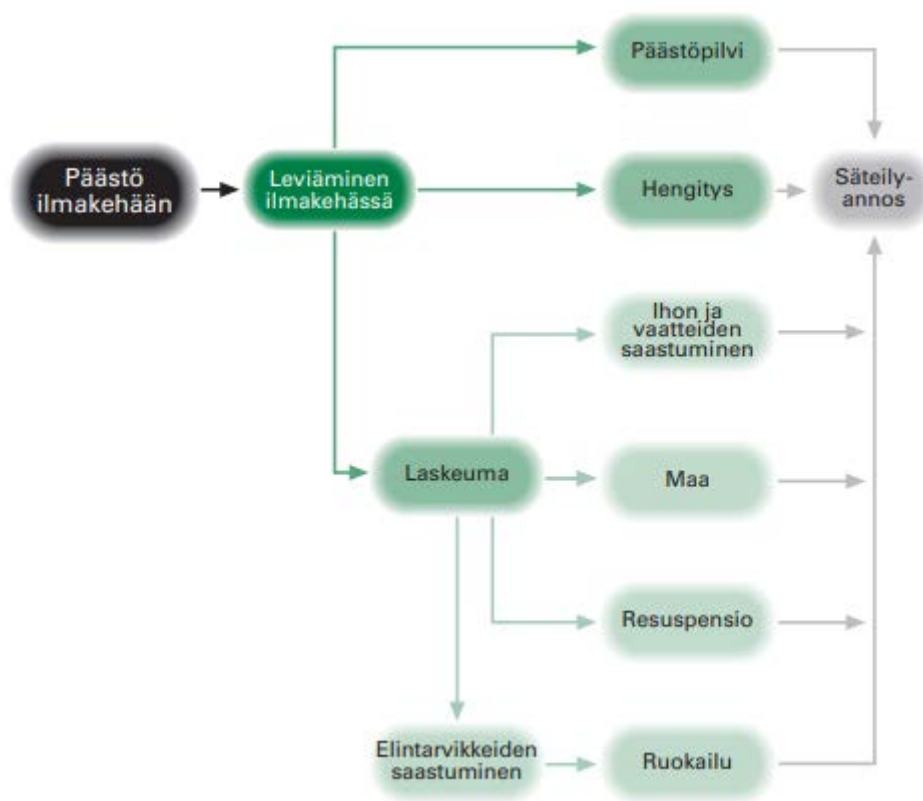 Päästöpilvi
Päästö
ilmakehään
Leviäminen
ilmakehässä
Hengitys
Säteily-
annos
Ihon ja
vaatteiden
saastuminen
Laskeuma
Maa
Resuspensio
Elintarvikkeiden
saastuminen
Ruokailu